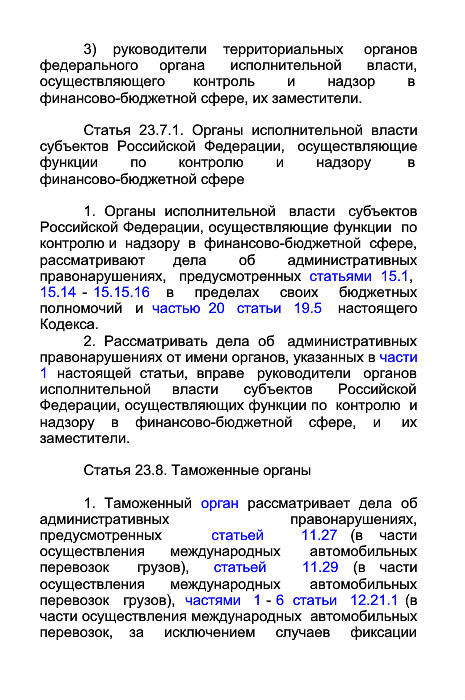 3) руководители территориальных органов
федерального органа исполнительной власти,
осуществляющего контроль и надзор в
финансово-бюджетной сфере, их заместители.
Статья 23.7.1. Органы исполнительной власти
субъектов Российской Федерации, осуществляющие
функции по контролю и надзору в
финансово-бюджетной сфере
1. Органы исполнительной власти субъектов
Российской Федерации, осуществляющие функции по
контролю и надзору в финансово-бюджетной сфере,
рассматривают дела об административных
правонарушениях, предусмотренных статьями 15.1,
15.14 - 15.15.16 в пределах своих бюджетных
полномочий и частью 20 статьи 19.5 настоящего
Кодекса.
2. Рассматривать дела об административных
правонарушениях от имени органов, указанных в части
1 настоящей статьи, вправе руководители органов
исполнительной власти субъектов Российской
Федерации, осуществляющих функции по контролю и
надзору в финансово-бюджетной сфере, и их
заместители.
Статья 23.8. Таможенные органы
1. Таможенный орган рассматривает дела об
административных правонарушениях,
предусмотренных статьей 11.27 (в части
осуществления международных автомобильных
перевозок грузов), статьей 11.29 (в части
осуществления международных автомобильных
перевозок грузов), частями 1 - 6 статьи 12.21.1 (в
части осуществления международных автомобильных
перевозок, за исключением случаев фиксации